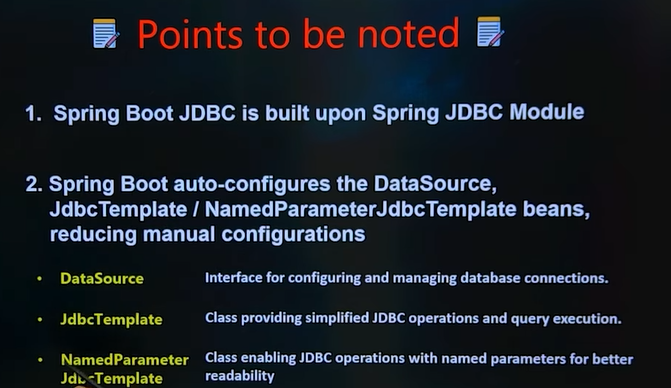 Points to be noted
1. Spring Boot JDBC is built upon Spring JDBC Module
2. Spring Boot auto-configures the DataSource,
JdbcTemplate / NamedParameterJdbcTemplate beans,
reducing manual configurations
• DataSource Interface for configuring and managing database connections.
• JdbcTemplate Class providing simplified JDBC operations and query execution.
• NamedParameter Class enabling JDBC operations with named parameters for better
JdbcTemplate readability